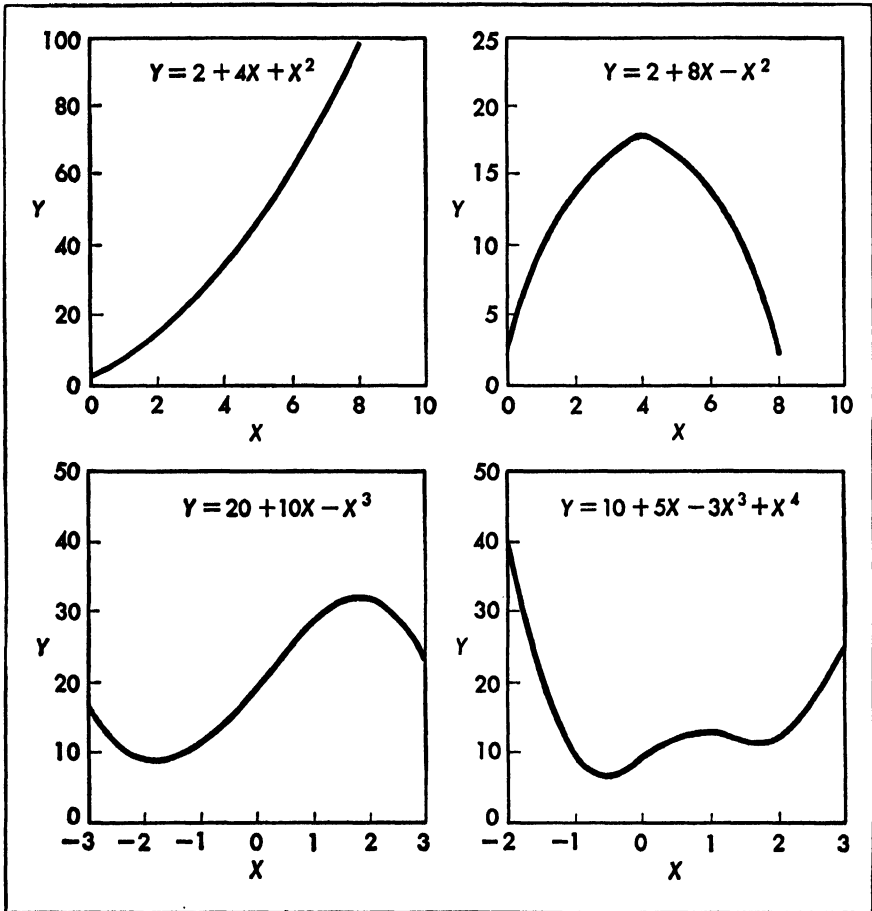 Y = 2 + 4X + X²
100
80
60
40
20
0
Y
0 2 4 6 8 10
X
Y = 2 + 8X − X²
25
20
15
10
5
0
Y
0 2 4 6 8 10
X
Y = 20 + 10X − X³
50
40
30
20
10
0
Y
−3 −2 −1 0 1 2 3
X
Y = 10 + 5X − 3X³ + X⁴
50
40
30
20
10
0
Y
−2 −1 0 1 2 3
X